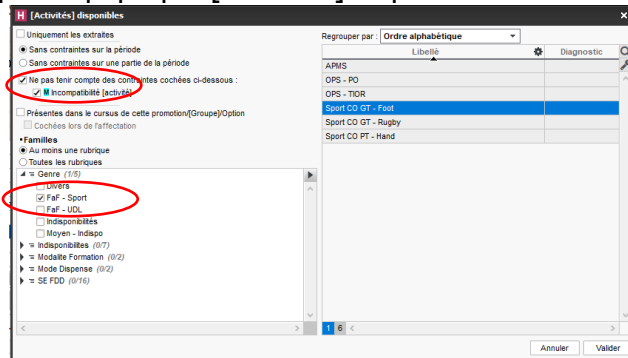 H [Activités] disponibles
Uniquement les extraites
Sans contraintes sur la période
Sans contraintes sur une partie de la période
Ne pas tenir compte des contraintes cochées ci-dessous :
M Incompatibilité [activité]
Présentes dans le cursus de cette promotion/[Groupe]/Option
Cochées lors de l'affectation
•Familles
Au moins une rubrique
Toutes les rubriques
Genre (1/5)
Divers
FaF - Sport
FaF - UDL
Indisponibilités
Moyen - Indispo
Indisponibilites (0/7)
Modalite Formation (0/2)
Mode Dispense (0/2)
SE FDD (0/16)
Regrouper par : Ordre alphabétique
Libellé Diagnostic
APMS
OPS - PO
OPS - TIOR
Sport CO GT - Foot
Sport CO GT - Rugby
Sport CO PT - Hand
1 6
Annuler Valider